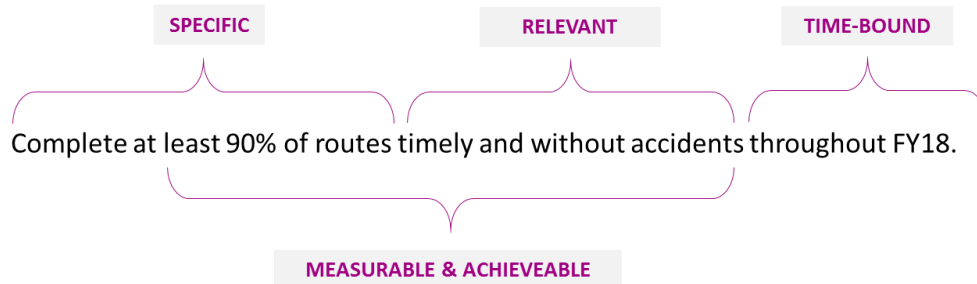 SPECIFIC RELEVANT TIME-BOUND
Complete at least 90% of routes timely and without accidents throughout FY18.
MEASURABLE & ACHIEVEABLE